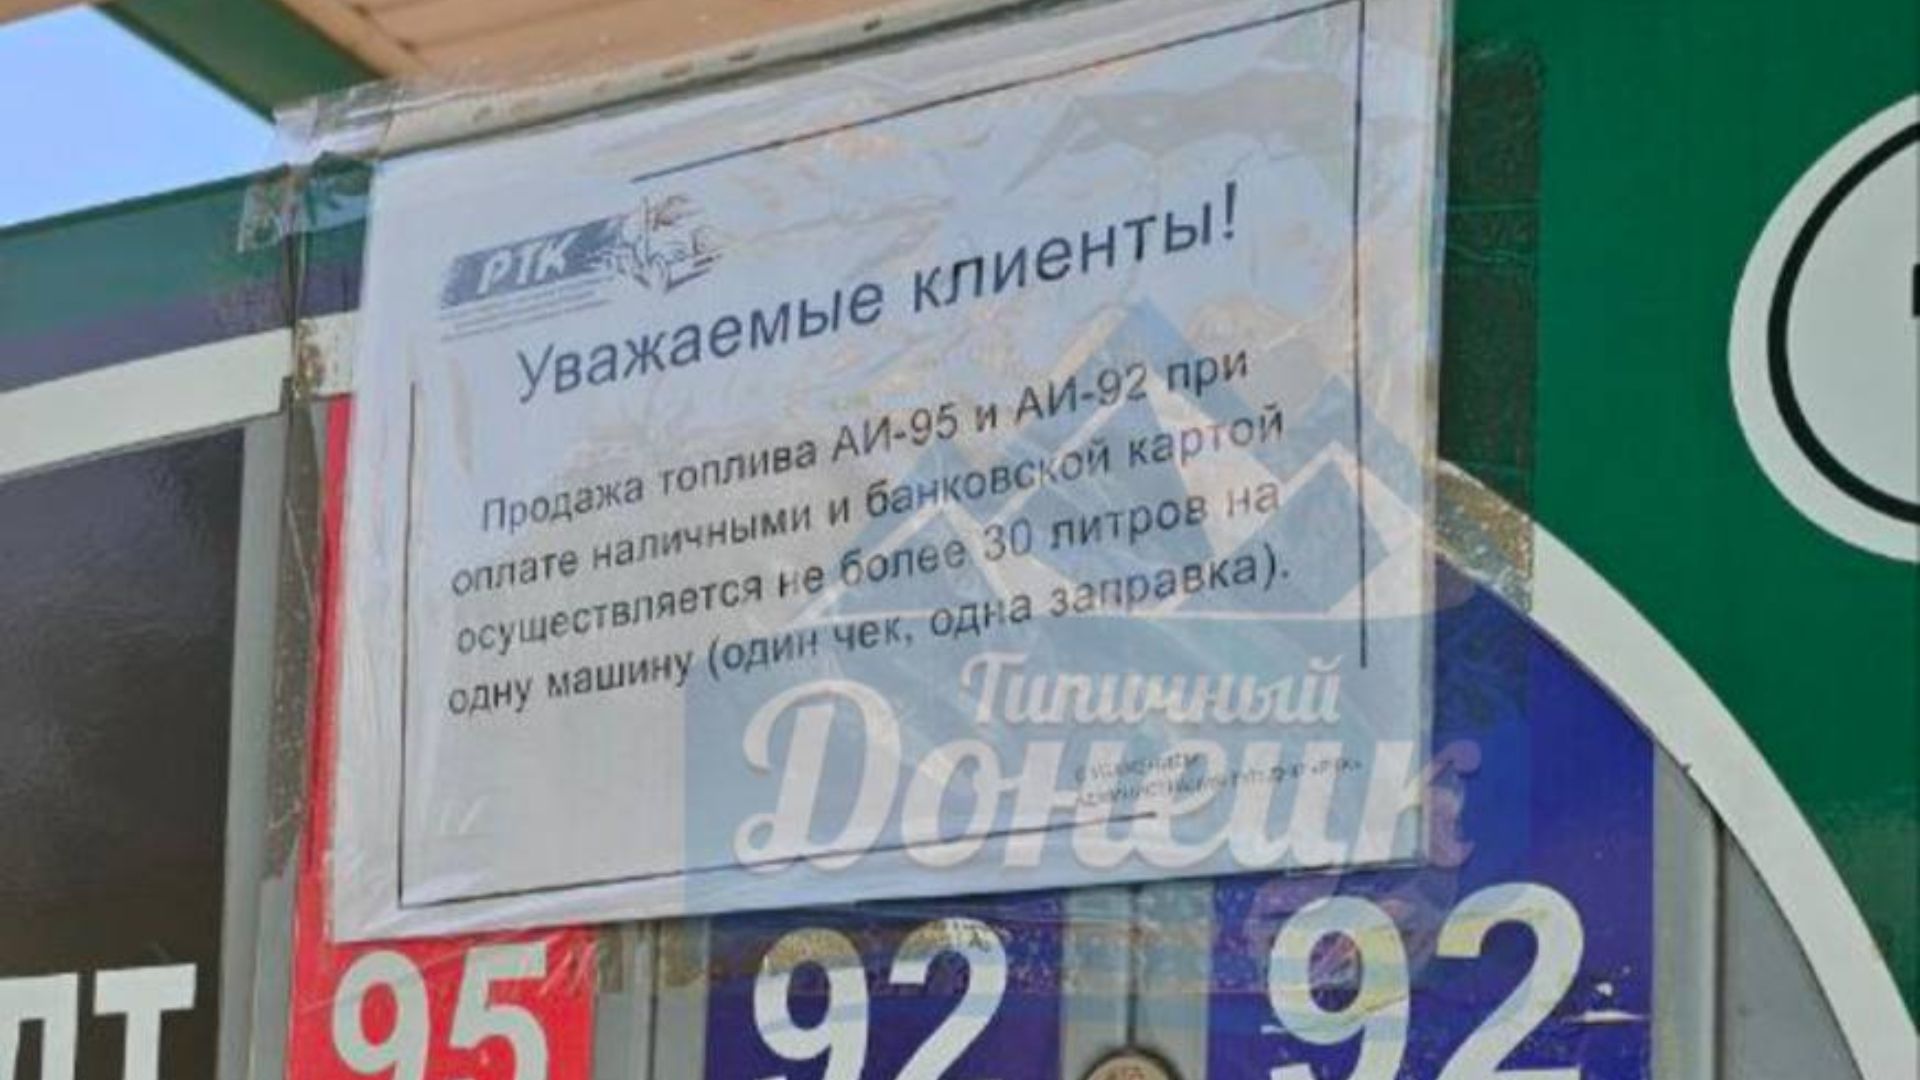 РТК
Уважаемые клиенты!
Продажа топлива АИ-95 и АИ-92 при
оплате наличными и банковской картой
осуществляется не более 30 литров на
одну машину (один чек, одна заправка).
Типичный
Донецк
95
92
92